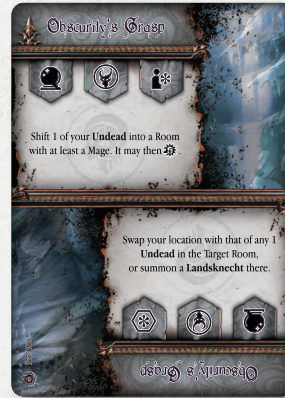 Obscurity's Grasp
Shift 1 of your Undead into a Room
with at least a Mage. It may then
Swap your location with that of any 1
Undead in the Target Room,
or summon a Landsknecht there.
Obscurity's Grasp